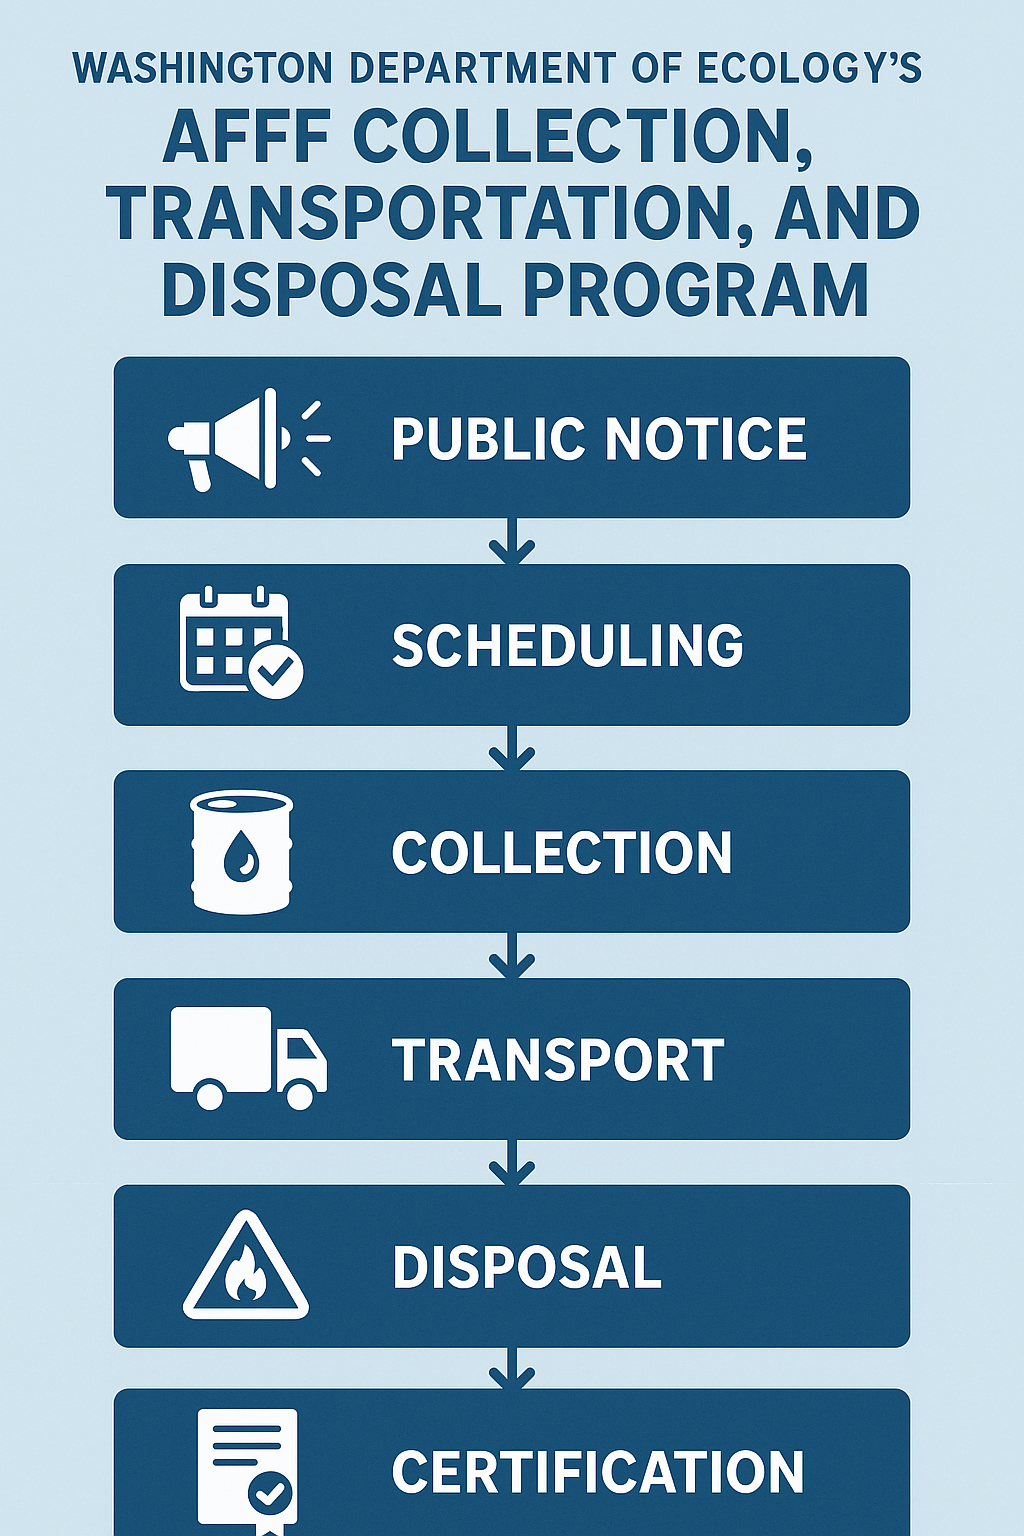 WASHINGTON DEPARTMENT OF ECOLOGY’S
AFFF COLLECTION,
TRANSPORTATION, AND
DISPOSAL PROGRAM
PUBLIC NOTICE
SCHEDULING
COLLECTION
TRANSPORT
DISPOSAL
CERTIFICATION